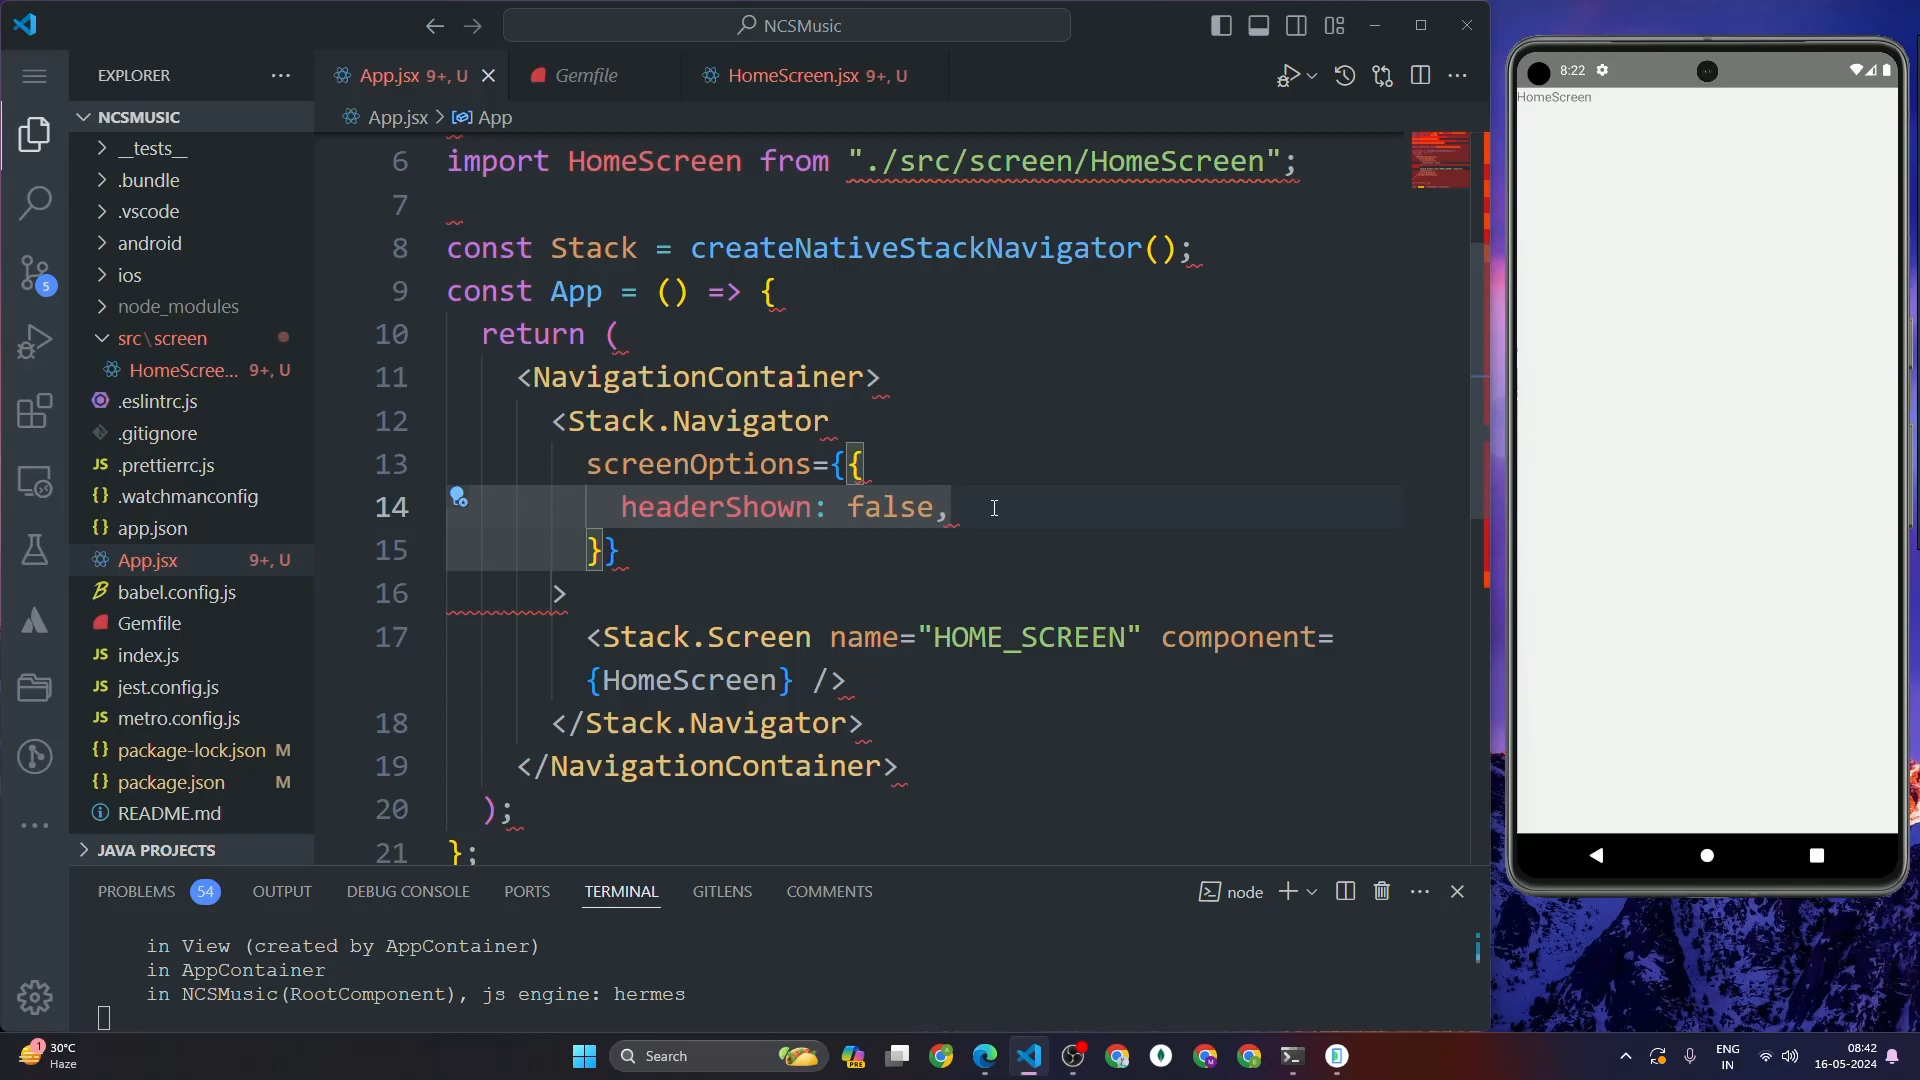 NCSMusic
EXPLORER
App.jsx 9+, U
Gemfile
HomeScreen.jsx 9+, U
NCSMUSIC
App.jsx > App
__tests__
.bundle
.vscode
android
ios
node_modules
src\screen
HomeScree... 9+, U
.eslintrc.js
.gitignore
.prettierrc.js
.watchmanconfig
app.json
App.jsx 9+, U
babel.config.js
Gemfile
index.js
jest.config.js
metro.config.js
package-lock.json M
package.json M
README.md
JAVA PROJECTS
5
6 import HomeScreen from "./src/screen/HomeScreen";
7
8 const Stack = createNativeStackNavigator();
9 const App = () => {
10 return (
11 <NavigationContainer>
12 <Stack.Navigator
13 screenOptions={{
14 headerShown: false,
15 }}
16 >
17 <Stack.Screen name="HOME_SCREEN" component=
{HomeScreen} />
18 </Stack.Navigator>
19 </NavigationContainer>
20 );
21 };
PROBLEMS 54 OUTPUT DEBUG CONSOLE PORTS TERMINAL GITLENS COMMENTS
node
in View (created by AppContainer)
in AppContainer
in NCSMusic(RootComponent), js engine: hermes
8:22
HomeScreen
1
30°C
Haze
Search
PRE
ENG
IN
08:42
16-05-2024